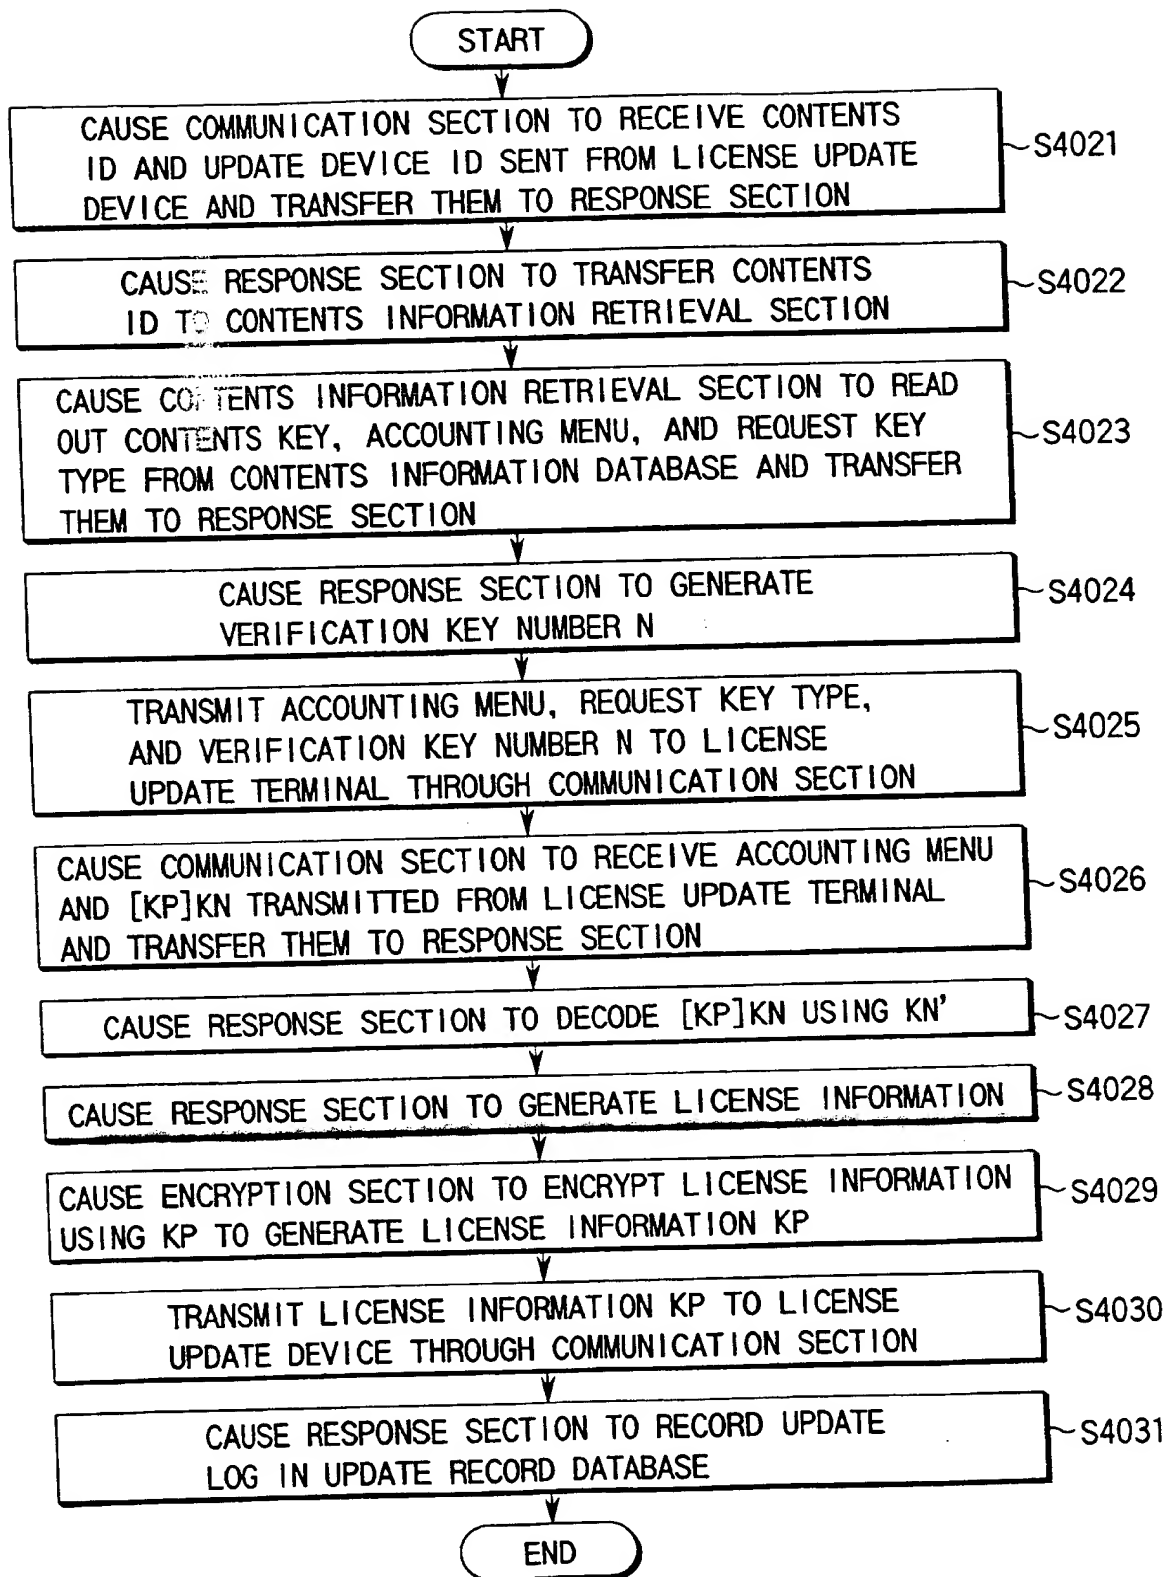 START
CAUSE COMMUNICATION SECTION TO RECEIVE CONTENTS
ID AND UPDATE DEVICE ID SENT FROM LICENSE UPDATE
DEVICE AND TRANSFER THEM TO RESPONSE SECTION
S4021
CAUSE RESPONSE SECTION TO TRANSFER CONTENTS
ID TO CONTENTS INFORMATION RETRIEVAL SECTION
S4022
CAUSE CONTENTS INFORMATION RETRIEVAL SECTION TO READ
OUT CONTENTS KEY, ACCOUNTING MENU, AND REQUEST KEY
TYPE FROM CONTENTS INFORMATION DATABASE AND TRANSFER
THEM TO RESPONSE SECTION
S4023
CAUSE RESPONSE SECTION TO GENERATE
VERIFICATION KEY NUMBER N
S4024
TRANSMIT ACCOUNTING MENU, REQUEST KEY TYPE,
AND VERIFICATION KEY NUMBER N TO LICENSE
UPDATE TERMINAL THROUGH COMMUNICATION SECTION
S4025
CAUSE COMMUNICATION SECTION TO RECEIVE ACCOUNTING MENU
AND [KP]KN TRANSMITTED FROM LICENSE UPDATE TERMINAL
AND TRANSFER THEM TO RESPONSE SECTION
S4026
CAUSE RESPONSE SECTION TO DECODE [KP]KN USING KN'
S4027
CAUSE RESPONSE SECTION TO GENERATE LICENSE INFORMATION
S4028
CAUSE ENCRYPTION SECTION TO ENCRYPT LICENSE INFORMATION
USING KP TO GENERATE LICENSE INFORMATION KP
S4029
TRANSMIT LICENSE INFORMATION KP TO LICENSE
UPDATE DEVICE THROUGH COMMUNICATION SECTION
S4030
CAUSE RESPONSE SECTION TO RECORD UPDATE
LOG IN UPDATE RECORD DATABASE
S4031
END